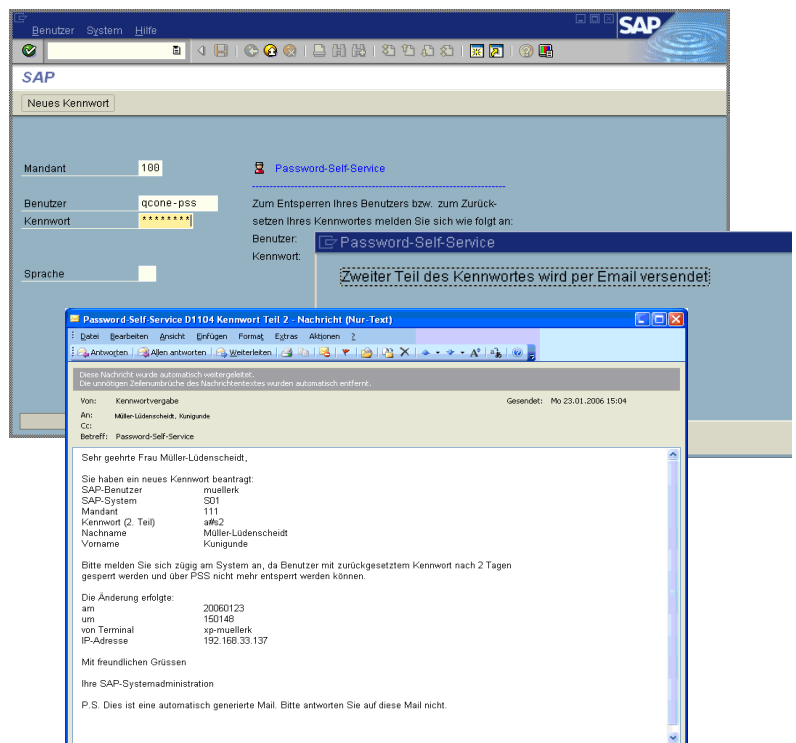 Benutzer System Hilfe
SAP
SAP
Neues Kennwort
Mandant 100
Password-Self-Service
Benutzer qcone-pss
Zum Entsperren Ihres Benutzers bzw. zum Zurück-
Kennwort ********
setzen Ihres Kennwortes melden Sie sich wie folgt an:
Benutzer:
Kennwort:
Sprache
Password-Self-Service
Zweiter Teil des Kennwortes wird per Email versendet
Password-Self-Service D1104 Kennwort Teil 2 - Nachricht (Nur-Text)
Datei Bearbeiten Ansicht Einfügen Format Extras Aktionen ?
Antworten Allen antworten Weiterleiten
Diese Nachricht wurde automatisch weitergeleitet.
Die unnötigen Zeilenumbrüche des Nachrichtentextes wurden automatisch entfernt.
Von: Kennwortvergabe Gesendet: Mo 23.01.2006 15:04
An: Müller-Lüdenscheidt, Kunigunde
Cc:
Betreff: Password-Self-Service
Sehr geehrte Frau Müller-Lüdenscheidt,
Sie haben ein neues Kennwort beantragt:
SAP-Benutzer muellerk
SAP-System S01
Mandant 111
Kennwort (2. Teil) a#s2
Nachname Müller-Lüdenscheidt
Vorname Kunigunde
Bitte melden Sie sich zügig am System an, da Benutzer mit zurückgesetztem Kennwort nach 2 Tagen
gesperrt werden und über PSS nicht mehr entsperrt werden können.
Die Änderung erfolgte:
am 20060123
um 150148
von Terminal xp-muellerk
IP-Adresse 192.168.33.137
Mit freundlichen Grüssen
Ihre SAP-Systemadministration
P.S. Dies ist eine automatisch generierte Mail. Bitte antworten Sie auf diese Mail nicht.